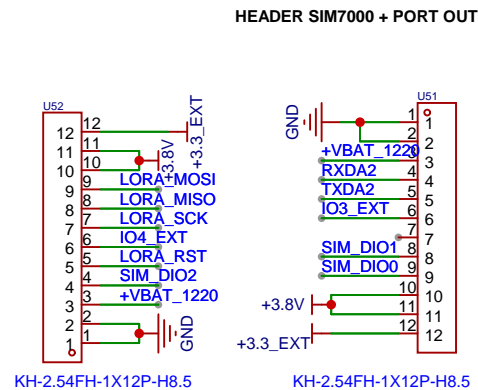 HEADER SIM7000 + PORT OUT
U52
12 12 +3.3_EXT
11 11
10 10 +3.8V
9 9 LORA_MOSI
8 8 LORA_MISO
7 7 LORA_SCK
6 6 IO4_EXT
5 5 LORA_RST
4 4 SIM_DIO2
3 3 +VBAT_1220
2 2
1 1 GND
KH-2.54FH-1X12P-H8.5
U51
GND 1 1
2 2
+VBAT_1220 3 3
RXDA2 4 4
TXDA2 5 5
IO3_EXT 6 6
7 7
SIM_DIO1 8 8
SIM_DIO0 9 9
10 10
+3.8V 11 11
+3.3_EXT 12 12
KH-2.54FH-1X12P-H8.5